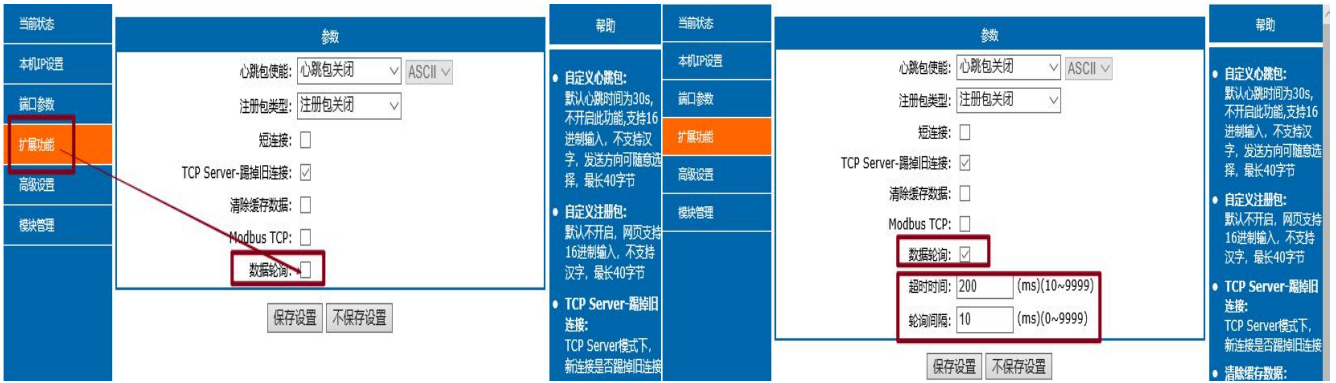 当前状态
本机IP设置
端口参数
扩展功能
高级设置
模块管理
参数
心跳包使能: 心跳包关闭 ASCII
注册包类型: 注册包关闭
短连接:
TCP Server-踢掉旧连接:
清除缓存数据:
Modbus TCP:
数据轮询:
保存设置 不保存设置
帮助
自定义心跳包:
默认心跳时间为30s,
不开启此功能,支持16
进制输入，不支持汉
字，发送方向可随意选
择，最长40字节
自定义注册包:
默认不开启，网页支持
16进制输入，不支持
汉字，最长40字节
TCP Server-踢掉旧
连接:
TCP Server模式下，
新连接是否踢掉旧连接
当前状态
本机IP设置
端口参数
扩展功能
高级设置
模块管理
参数
心跳包使能: 心跳包关闭 ASCII
注册包类型: 注册包关闭
短连接:
TCP Server-踢掉旧连接:
清除缓存数据:
Modbus TCP:
数据轮询:
超时时间: 200 (ms)(10~9999)
轮询间隔: 10 (ms)(0~9999)
保存设置 不保存设置
帮助
自定义心跳包:
默认心跳时间为30s,
不开启此功能,支持16
进制输入，不支持汉
字，发送方向可随意选
择，最长40字节
自定义注册包:
默认不开启，网页支持
16进制输入，不支持
汉字，最长40字节
TCP Server-踢掉旧
连接:
TCP Server模式下，
新连接是否踢掉旧连接
清除缓存数据: